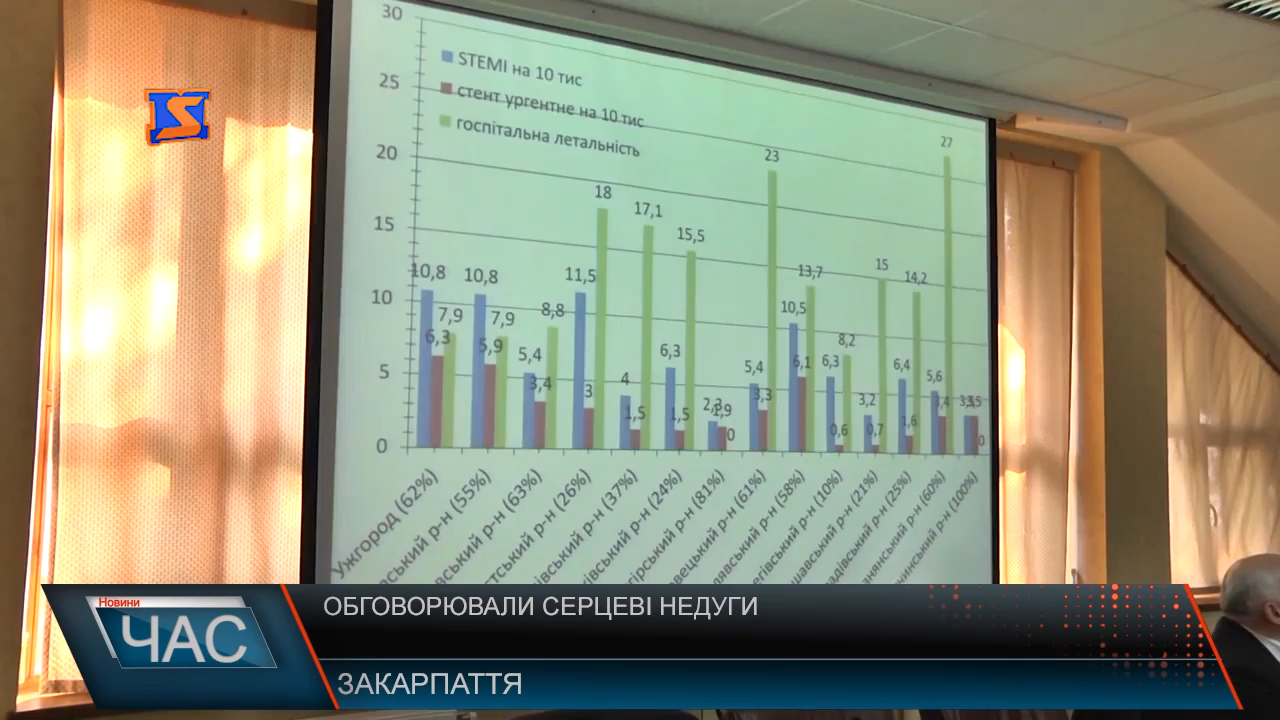 30
25
20
15
10
5
0
STEMI на 10 тис
стент ургентне на 10 тис
госпітальна летальність
10,8 6,3 7,9
10,8 5,9 7,9
5,4 3,4 8,8
11,5 3 18
4 1,5 17,1
6,3 1,5 15,5
1,9 0
5,4 3,3 23
10,5 6,1 13,7
6,3 0,6 8,2
3,2 0,7 15
6,4 1,6 14,2
5,6 3,4 27
3,5 0
Ужгород (62%)
р-н (55%)
р-н (63%)
р-н (26%)
р-н (37%)
р-н (24%)
р-н (81%)
р-н (61%)
р-н (58%)
р-н (10%)
р-н (21%)
р-н (25%)
р-н (60%)
р-н (100%)
Новини
ЧАС
ОБГОВОРЮВАЛИ СЕРЦЕВІ НЕДУГИ
ЗАКАРПАТТЯ